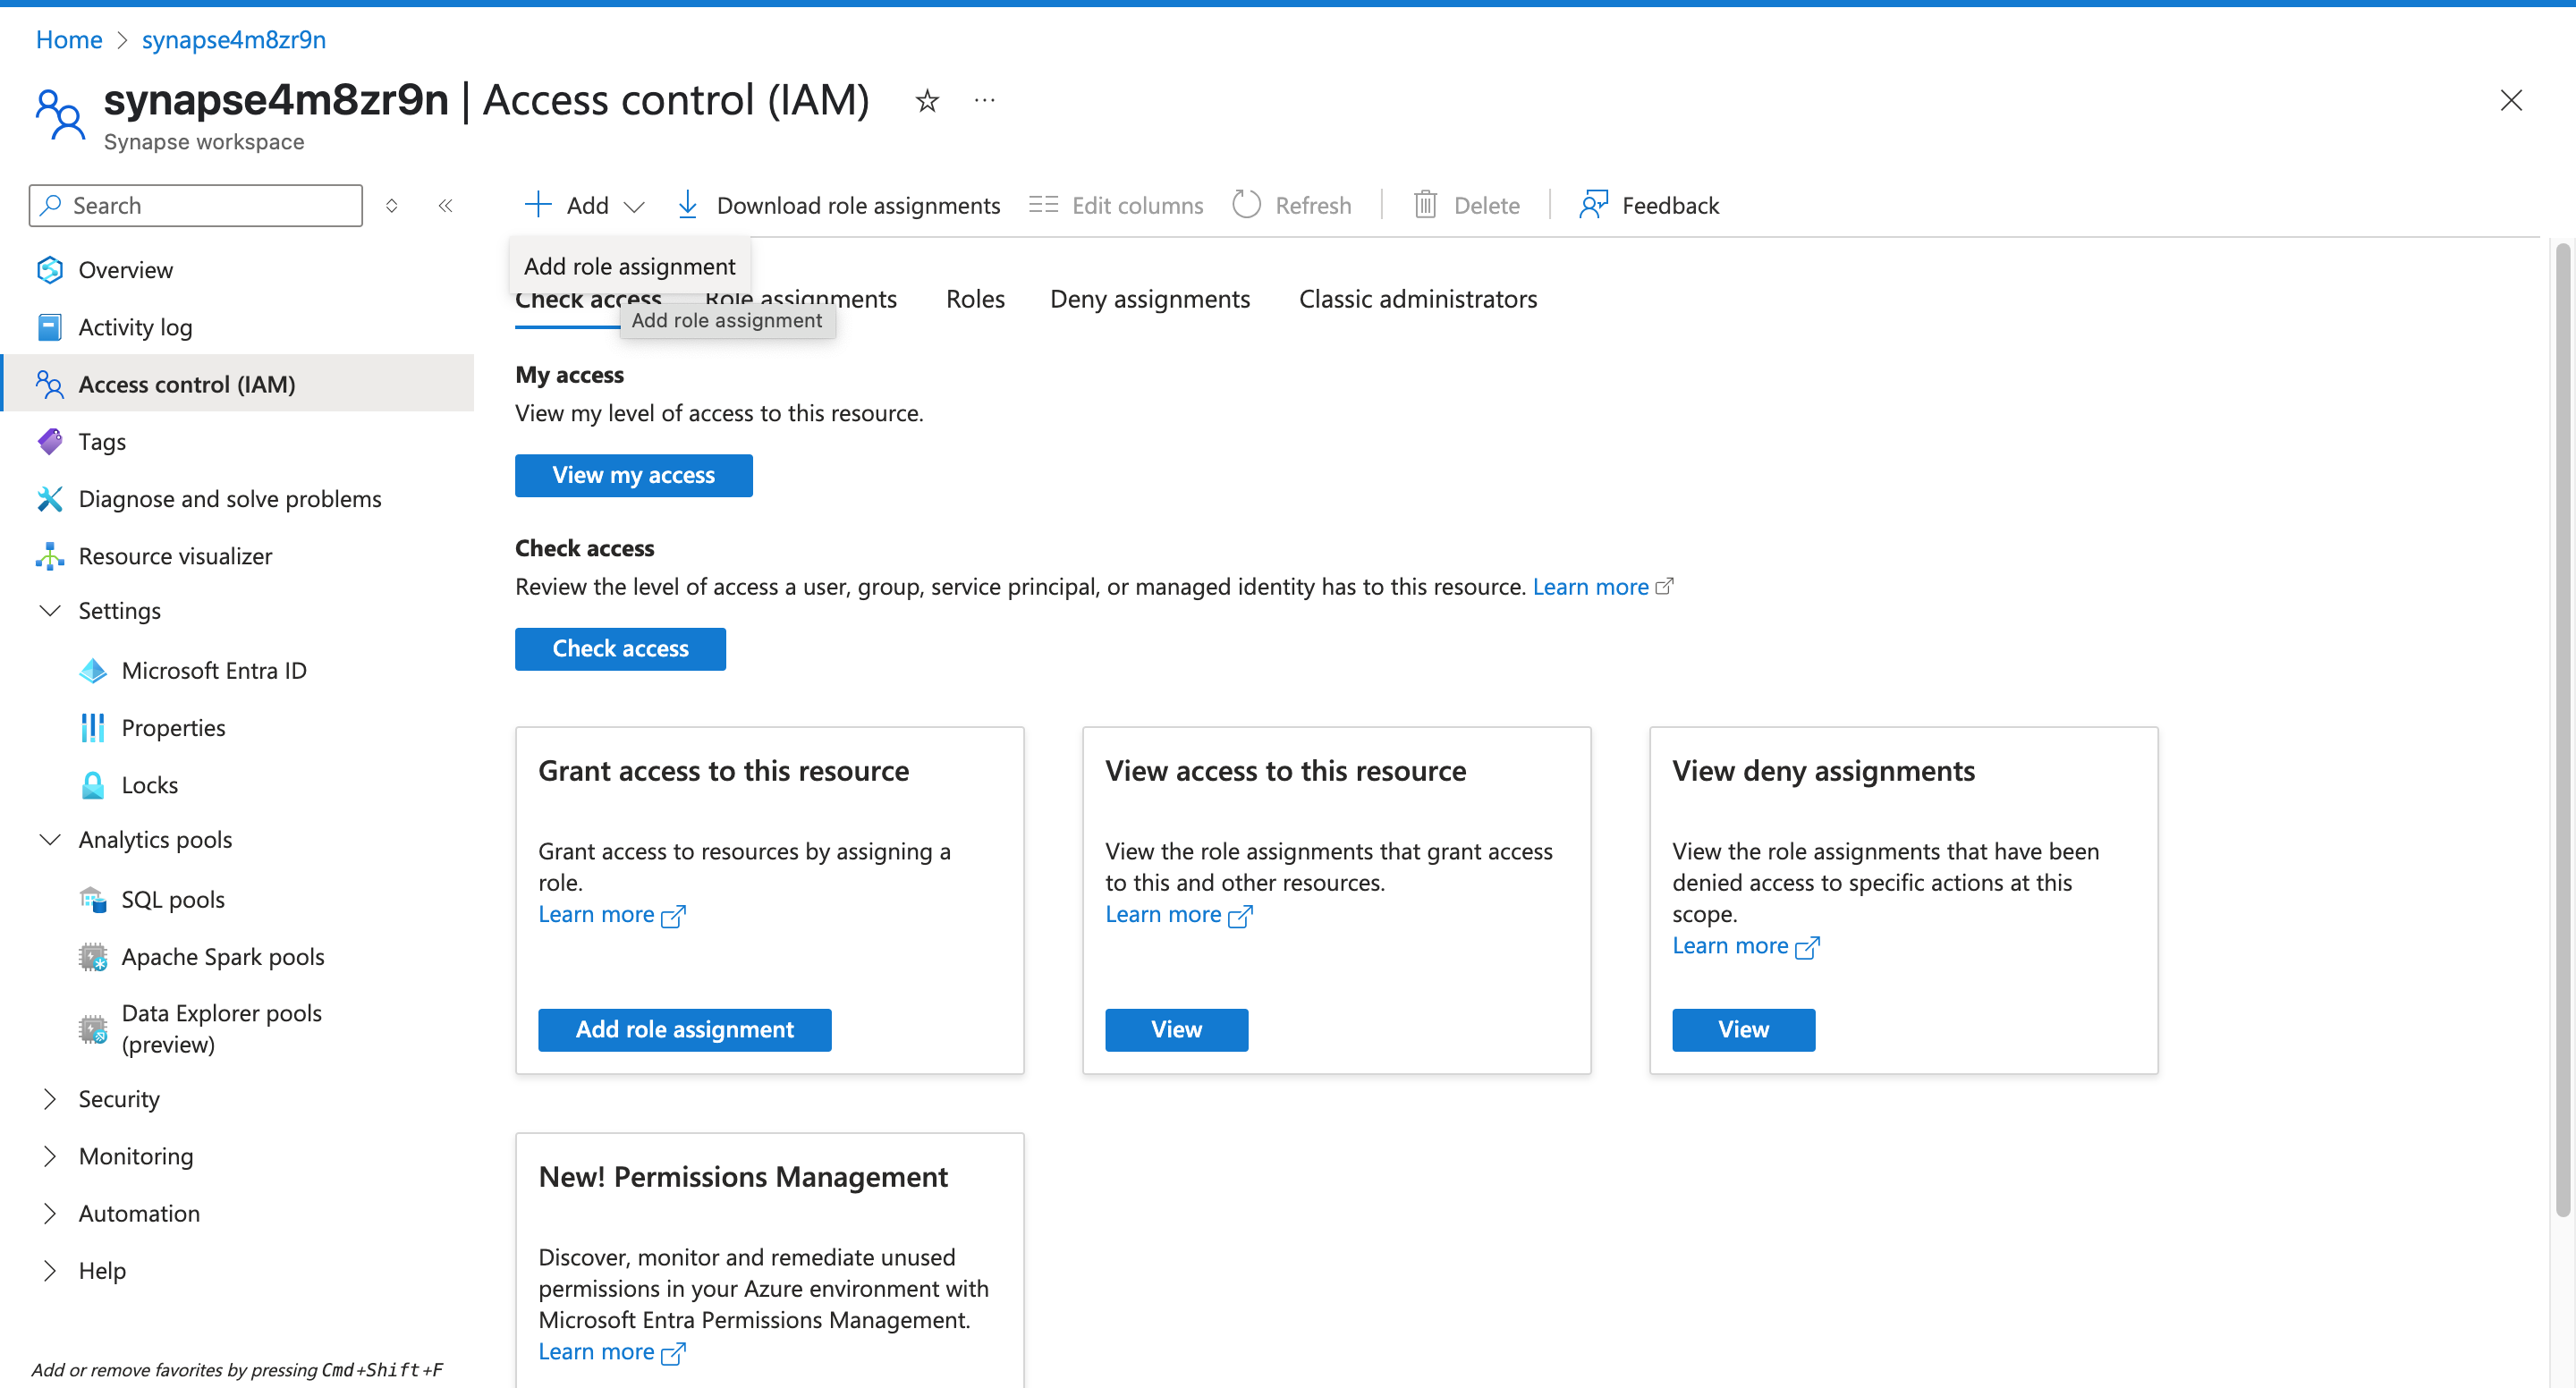 Home > synapse4m8zr9n
synapse4m8zr9n | Access control (IAM)
Synapse workspace
Search
Add
Download role assignments
Edit columns
Refresh
Delete
Feedback
Add role assignment
Overview
Activity log
Access control (IAM)
Tags
Diagnose and solve problems
Resource visualizer
Settings
Microsoft Entra ID
Properties
Locks
Analytics pools
SQL pools
Apache Spark pools
Data Explorer pools
(preview)
Security
Monitoring
Automation
Help
Add or remove favorites by pressing Cmd+Shift+F
Check access
Role assignments
Roles
Deny assignments
Classic administrators
Add role assignment
My access
View my level of access to this resource.
View my access
Check access
Review the level of access a user, group, service principal, or managed identity has to this resource. Learn more
Check access
Grant access to this resource
Grant access to resources by assigning a
role.
Learn more
Add role assignment
View access to this resource
View the role assignments that grant access
to this and other resources.
Learn more
View
View deny assignments
View the role assignments that have been
denied access to specific actions at this
scope.
Learn more
View
New! Permissions Management
Discover, monitor and remediate unused
permissions in your Azure environment with
Microsoft Entra Permissions Management.
Learn more